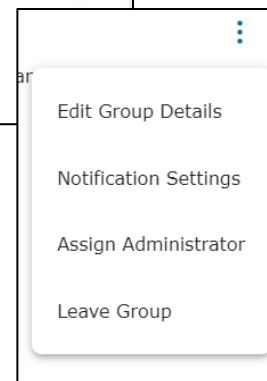 Edit Group Details
Notification Settings
Assign Administrator
Leave Group